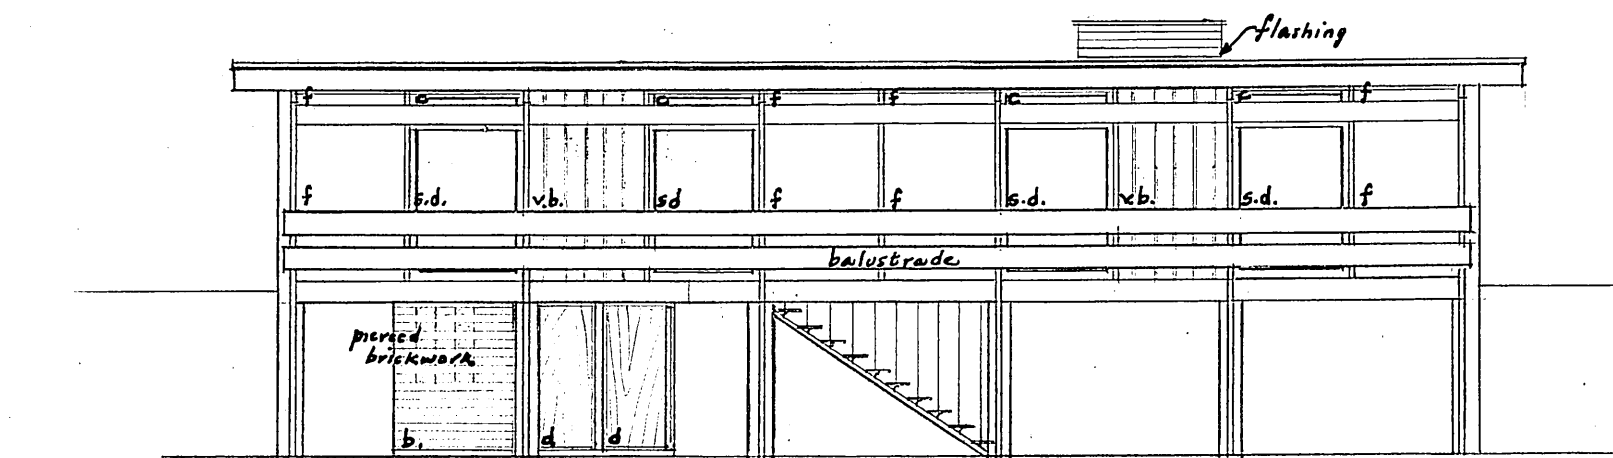 flashing
f c c f f c c f
f s.d. v.b. sd f f s.d. v.b. s.d. f
balustrade
pierced
brickwork
b. d. d